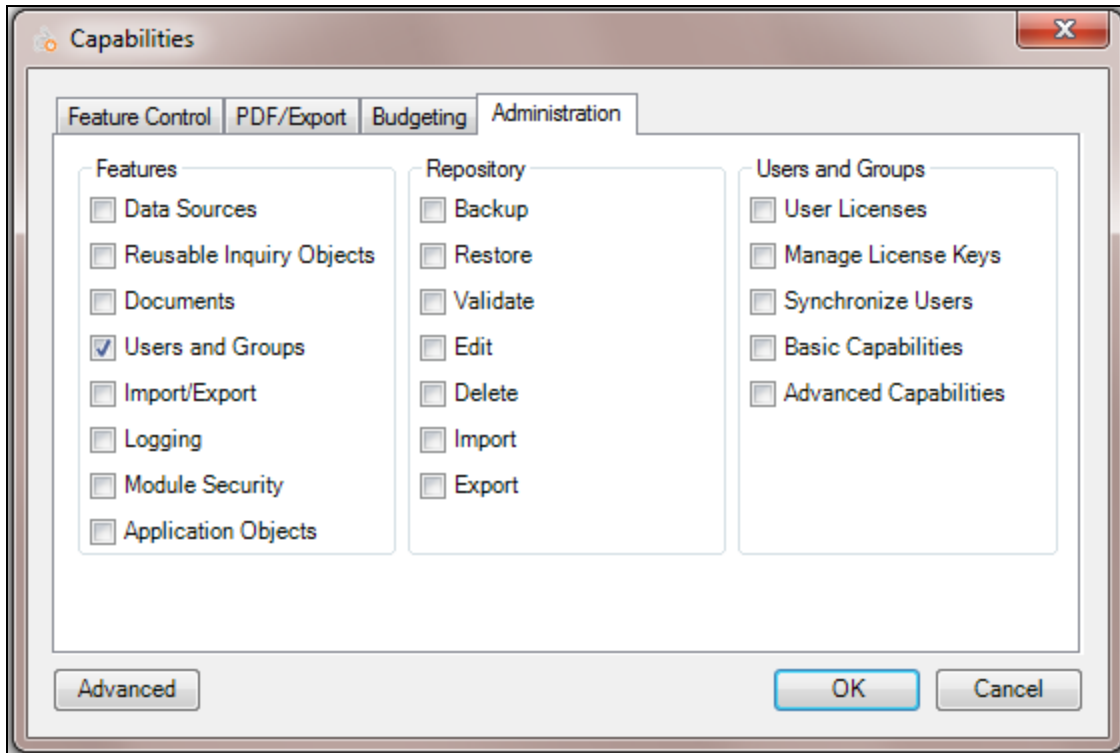 Capabilities
Feature Control PDF/Export Budgeting Administration
Features
Data Sources
Reusable Inquiry Objects
Documents
Users and Groups
Import/Export
Logging
Module Security
Application Objects
Repository
Backup
Restore
Validate
Edit
Delete
Import
Export
Users and Groups
User Licenses
Manage License Keys
Synchronize Users
Basic Capabilities
Advanced Capabilities
Advanced OK Cancel